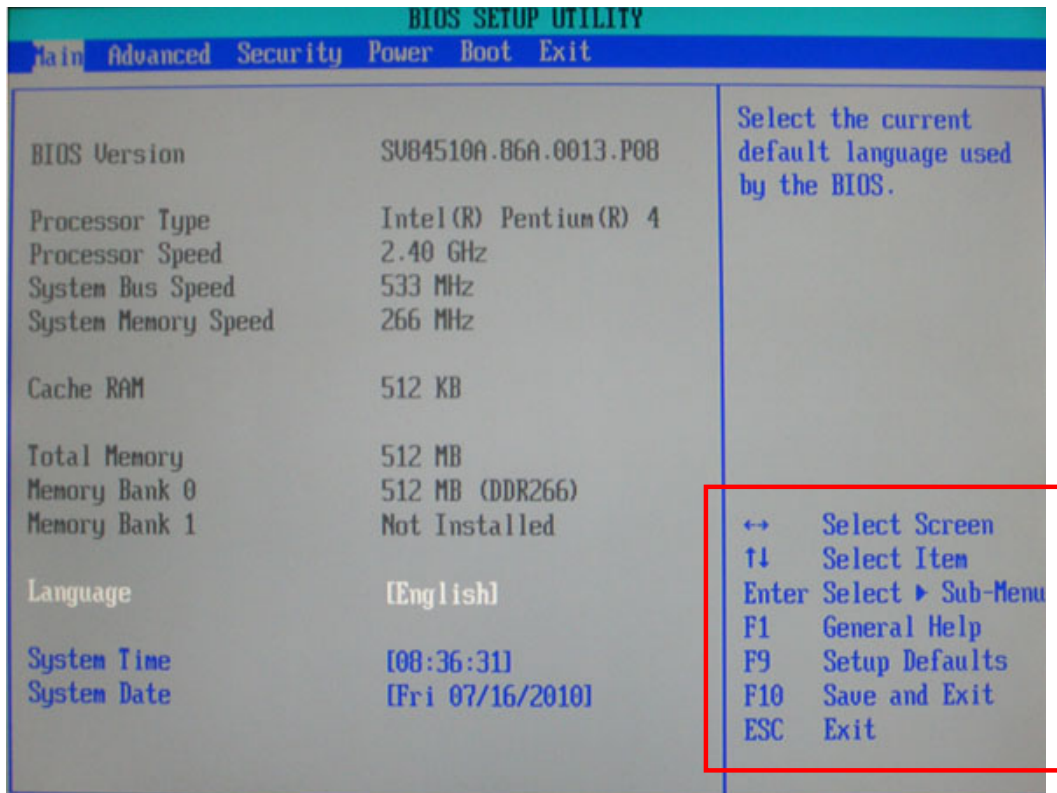 BIOS SETUP UTILITY
Main Advanced Security Power Boot Exit
BIOS Version SV84510A.86A.0013.P08
Processor Type Intel(R) Pentium(R) 4
Processor Speed 2.40 GHz
System Bus Speed 533 MHz
System Memory Speed 266 MHz
Cache RAM 512 KB
Total Memory 512 MB
Memory Bank 0 512 MB (DDR266)
Memory Bank 1 Not Installed
Language [English]
System Time [08:36:31]
System Date [Fri 07/16/2010]
Select the current
default language used
by the BIOS.
↔ Select Screen
↑↓ Select Item
Enter Select ▶ Sub-Menu
F1 General Help
F9 Setup Defaults
F10 Save and Exit
ESC Exit